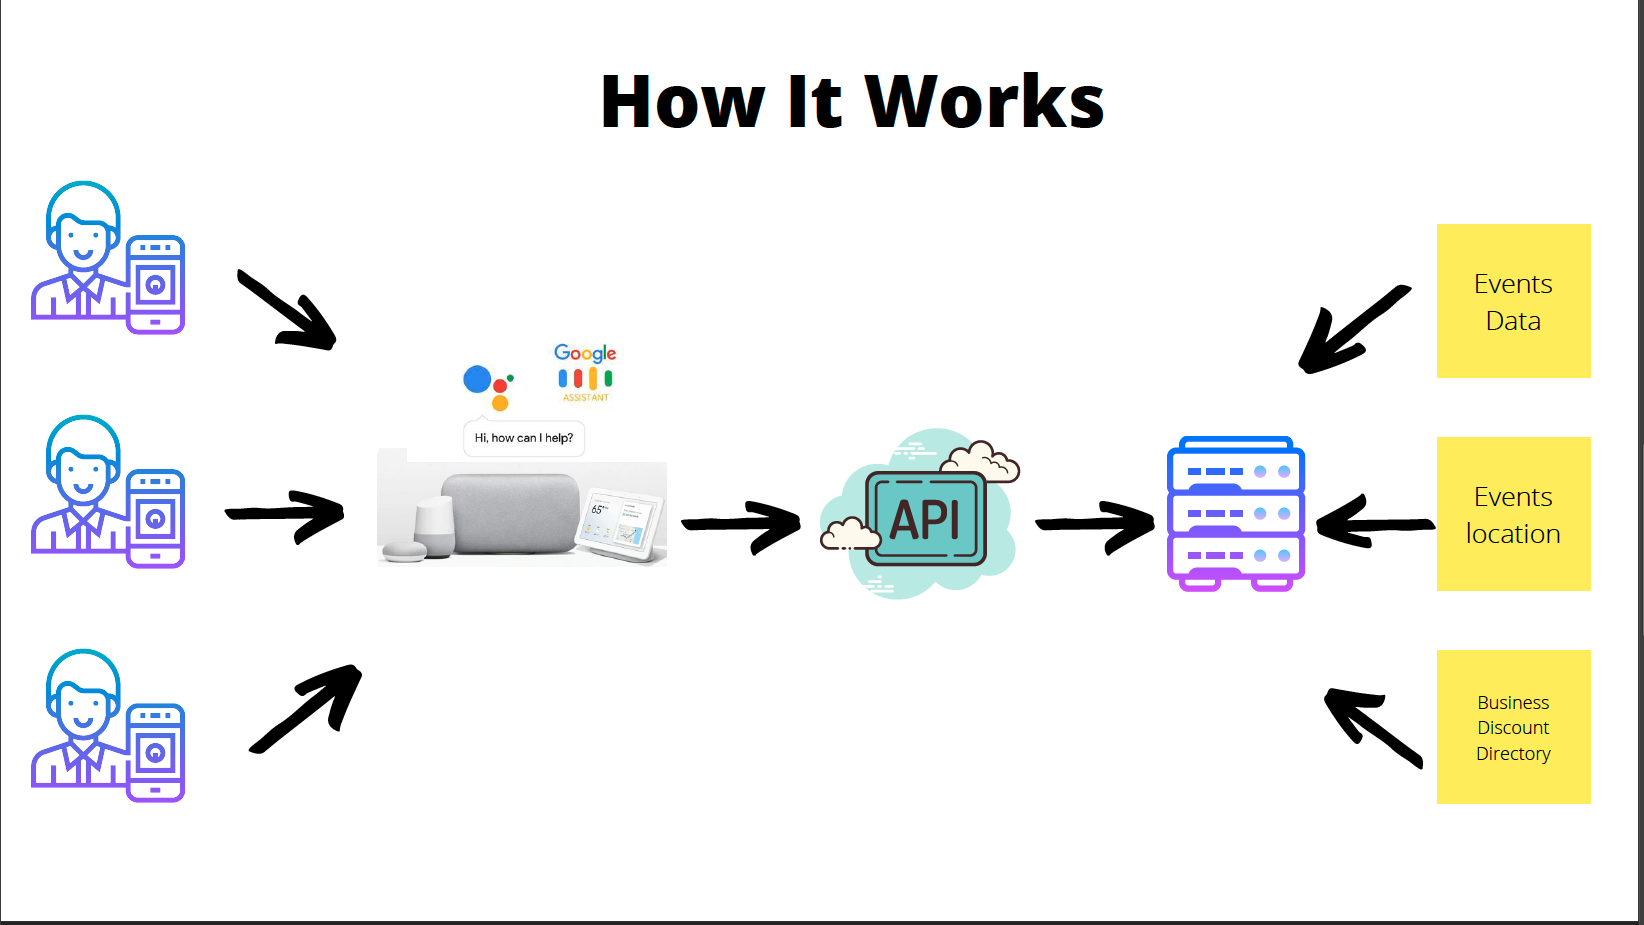 How It Works
Google
ASSISTANT
Hi, how can I help?
65°
API
Events
Data
Events
location
Business
Discount
Directory